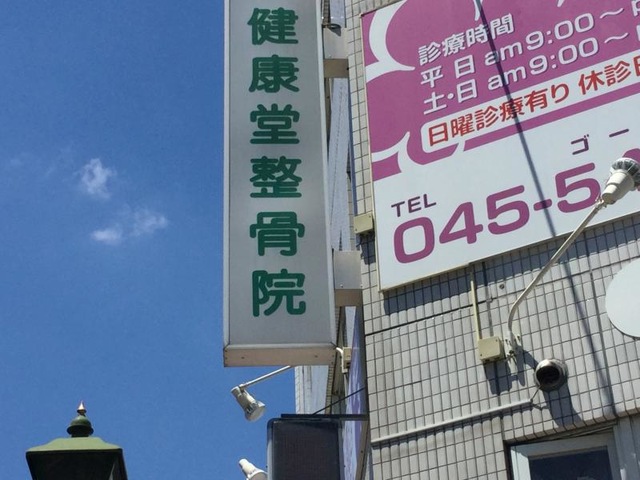 健康堂整骨院
診療時間
平 日 am9:00～
土・日 am9:00～
日曜診療有り 休診日
ゴー
TEL
045-5